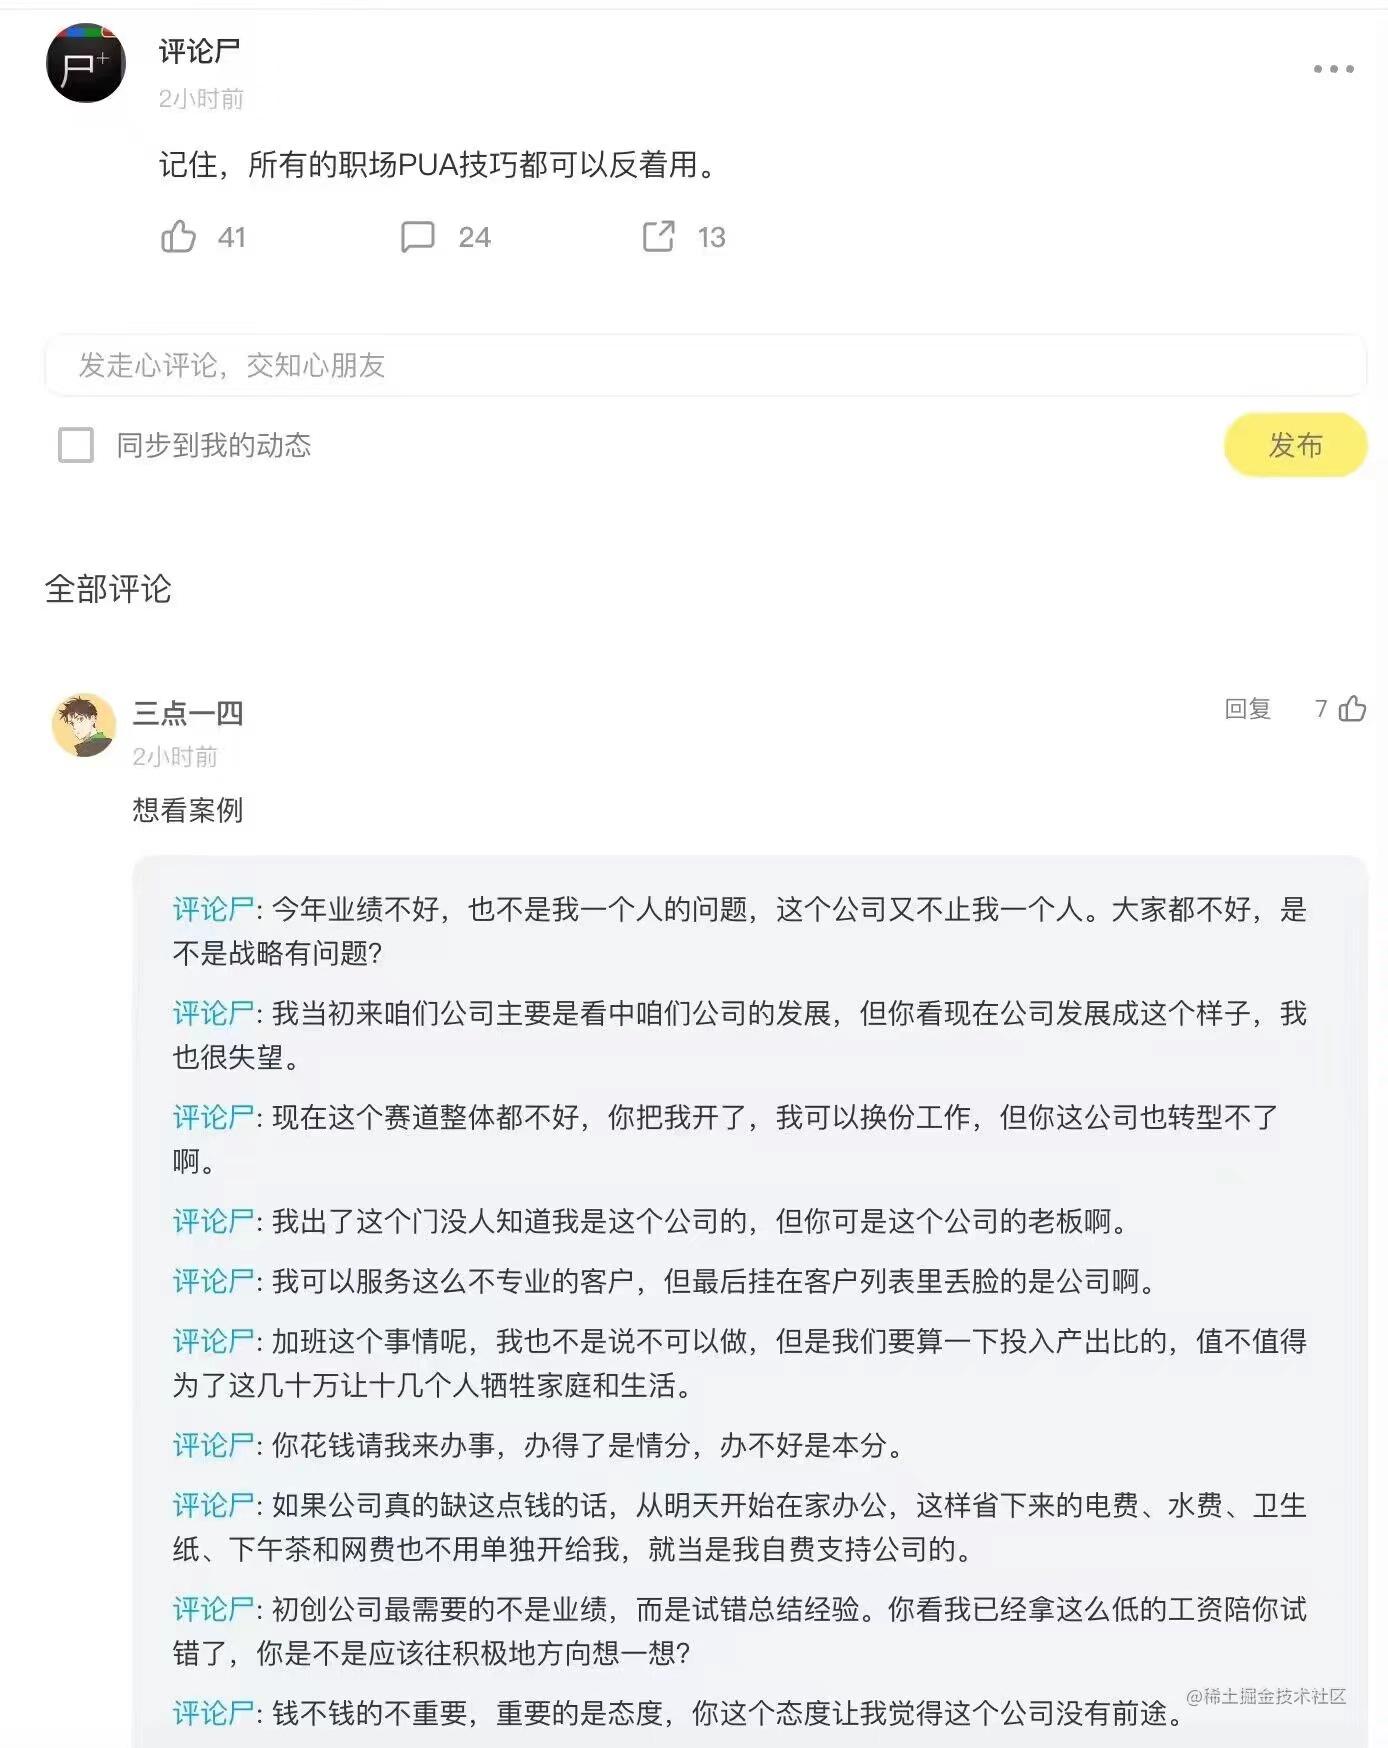 尸+
评论尸
2小时前
记住，所有的职场PUA技巧都可以反着用。
41 24 13
发走心评论，交知心朋友
同步到我的动态 发布
全部评论
三点一四 回复 7
2小时前
想看案例
评论尸: 今年业绩不好，也不是我一个人的问题，这个公司又不止我一个人。大家都不好，是
不是战略有问题?
评论尸: 我当初来咱们公司主要是看中咱们公司的发展，但你看现在公司发展成这个样子，我
也很失望。
评论尸: 现在这个赛道整体都不好，你把我开了，我可以换份工作，但你这公司也转型不了
啊。
评论尸: 我出了这个门没人知道我是这个公司的，但你可是这个公司的老板啊。
评论尸: 我可以服务这么不专业的客户，但最后挂在客户列表里丢脸的是公司啊。
评论尸: 加班这个事情呢，我也不是说不可以做，但是我们要算一下投入产出比的，值不值得
为了这几十万让十几个人牺牲家庭和生活。
评论尸: 你花钱请我来办事，办得了是情分，办不好是本分。
评论尸: 如果公司真的缺这点钱的话，从明天开始在家办公，这样省下来的电费、水费、卫生
纸、下午茶和网费也不用单独开给我，就当是我自费支持公司的。
评论尸: 初创公司最需要的不是业绩，而是试错总结经验。你看我已经拿这么低的工资陪你试
错了，你是不是应该往积极地方向想一想?
评论尸: 钱不钱的不重要，重要的是态度，你这个态度让我觉得这个公司没有前途。
@稀土掘金技术社区